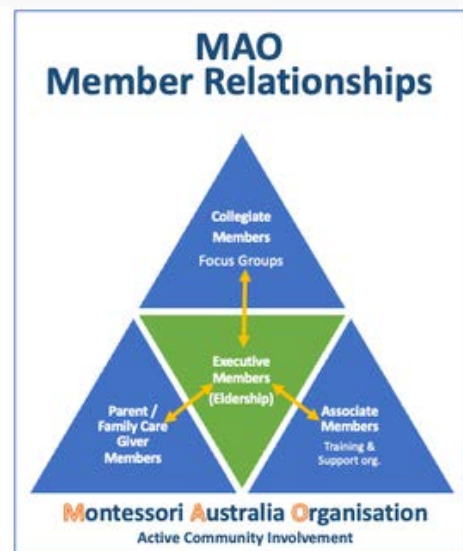 MAO
Member Relationships
Collegiate
Members
Focus Groups
Executive
Members
(Eldership)
Parent /
Family Care
Giver
Members
Associate
Members
Training &
Support org.
Montessori Australia Organisation
Active Community Involvement